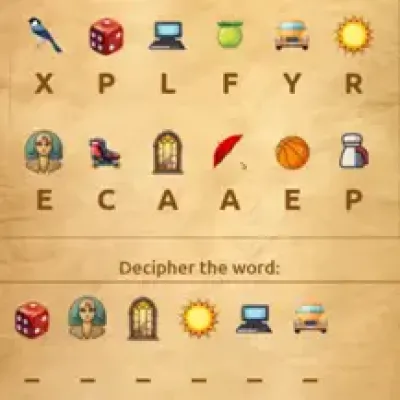 X P L F Y R
E C A A E P
Decipher the word:
_ _ _ _ _ _